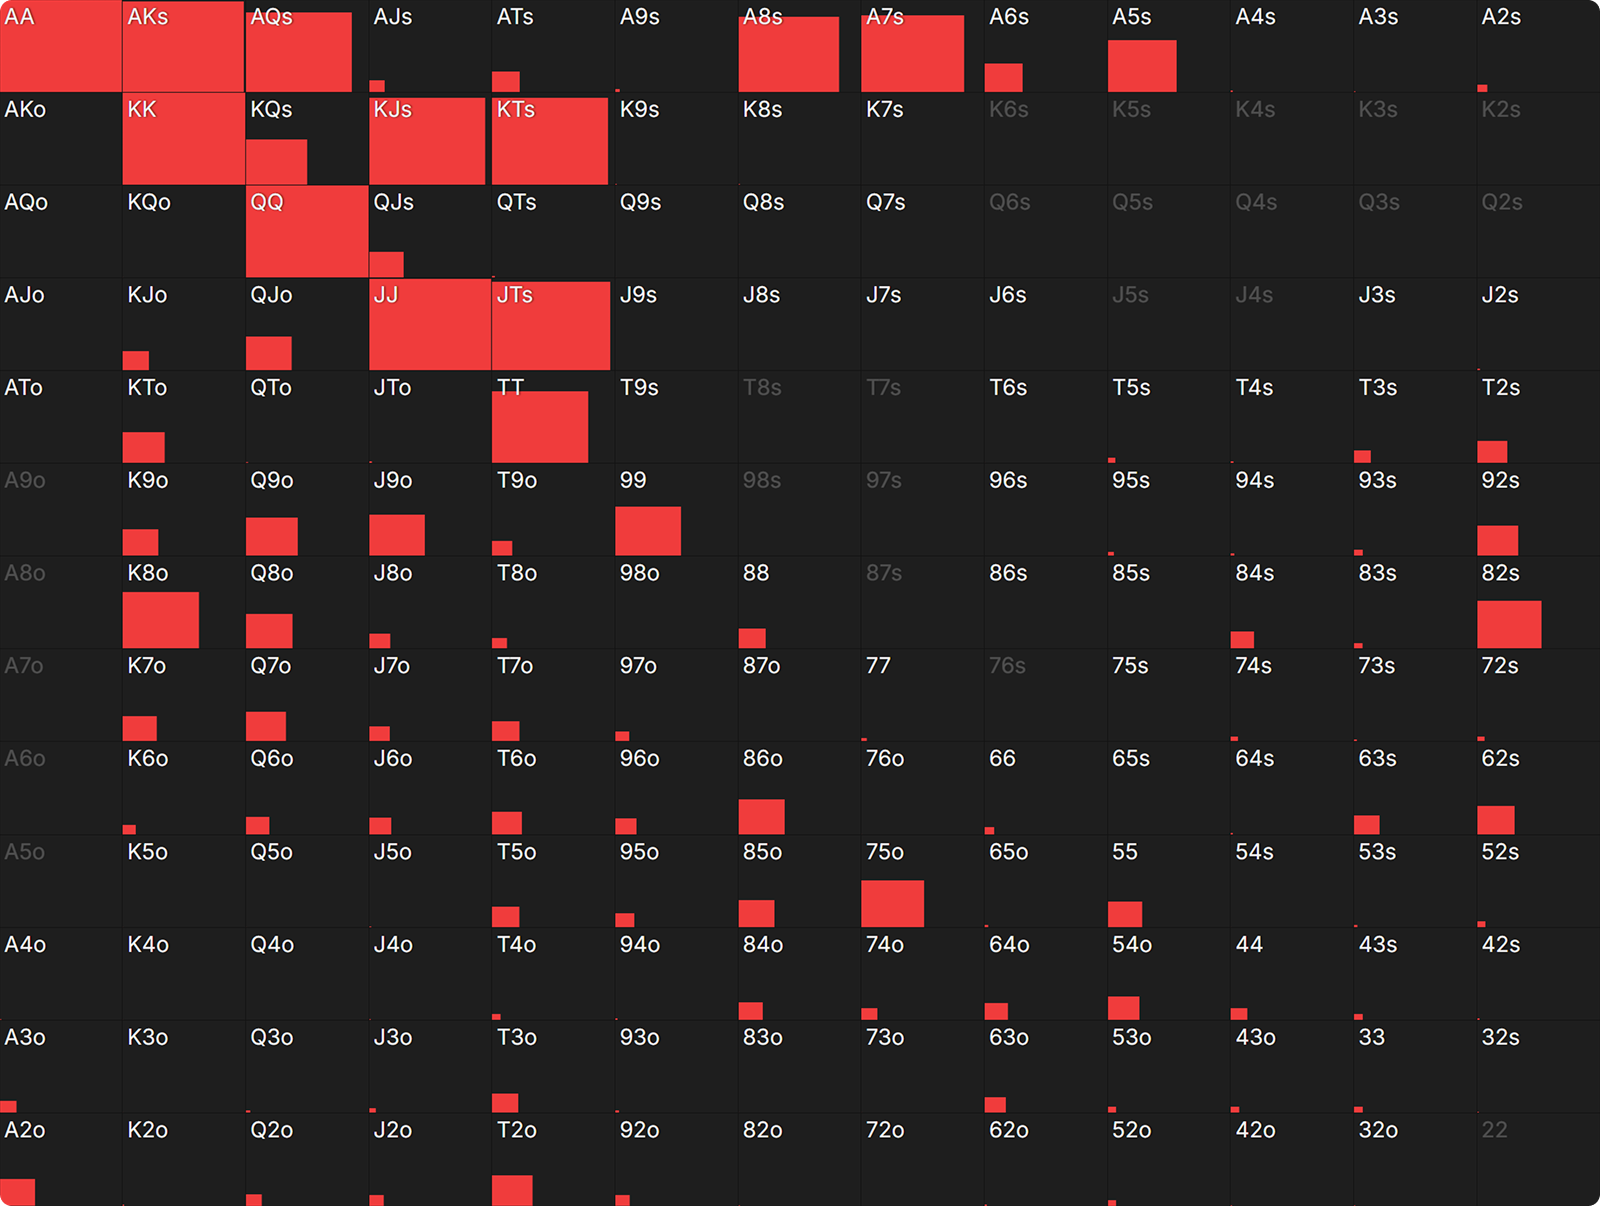 AA AKs AQs AJs ATs A9s A8s A7s A6s A5s A4s A3s A2s
AKo KK KQs KJs KTs K9s K8s K7s K6s K5s K4s K3s K2s
AQo KQo QQ QJs QTs Q9s Q8s Q7s Q6s Q5s Q4s Q3s Q2s
AJo KJo QJo JJ JTs J9s J8s J7s J6s J5s J4s J3s J2s
ATo KTo QTo JTo TT T9s T8s T7s T6s T5s T4s T3s T2s
A9o K9o Q9o J9o T9o 99 98s 97s 96s 95s 94s 93s 92s
A8o K8o Q8o J8o T8o 98o 88 87s 86s 85s 84s 83s 82s
A7o K7o Q7o J7o T7o 97o 87o 77 76s 75s 74s 73s 72s
A6o K6o Q6o J6o T6o 96o 86o 76o 66 65s 64s 63s 62s
A5o K5o Q5o J5o T5o 95o 85o 75o 65o 55 54s 53s 52s
A4o K4o Q4o J4o T4o 94o 84o 74o 64o 54o 44 43s 42s
A3o K3o Q3o J3o T3o 93o 83o 73o 63o 53o 43o 33 32s
A2o K2o Q2o J2o T2o 92o 82o 72o 62o 52o 42o 32o 22